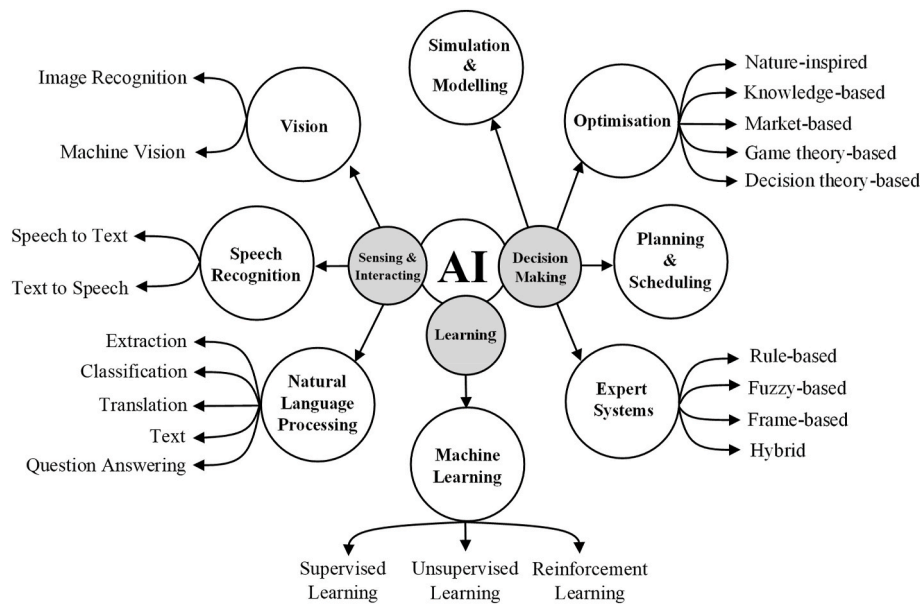 Simulation
&
Modelling
Image Recognition
Vision
Machine Vision
Optimisation
Nature-inspired
Knowledge-based
Market-based
Game theory-based
Decision theory-based
Speech to Text
Speech
Recognition
Text to Speech
Sensing &
Interacting
AI
Decision
Making
Planning
&
Scheduling
Learning
Extraction
Classification
Translation
Text
Question Answering
Natural
Language
Processing
Machine
Learning
Expert
Systems
Rule-based
Fuzzy-based
Frame-based
Hybrid
Supervised
Learning
Unsupervised
Learning
Reinforcement
Learning